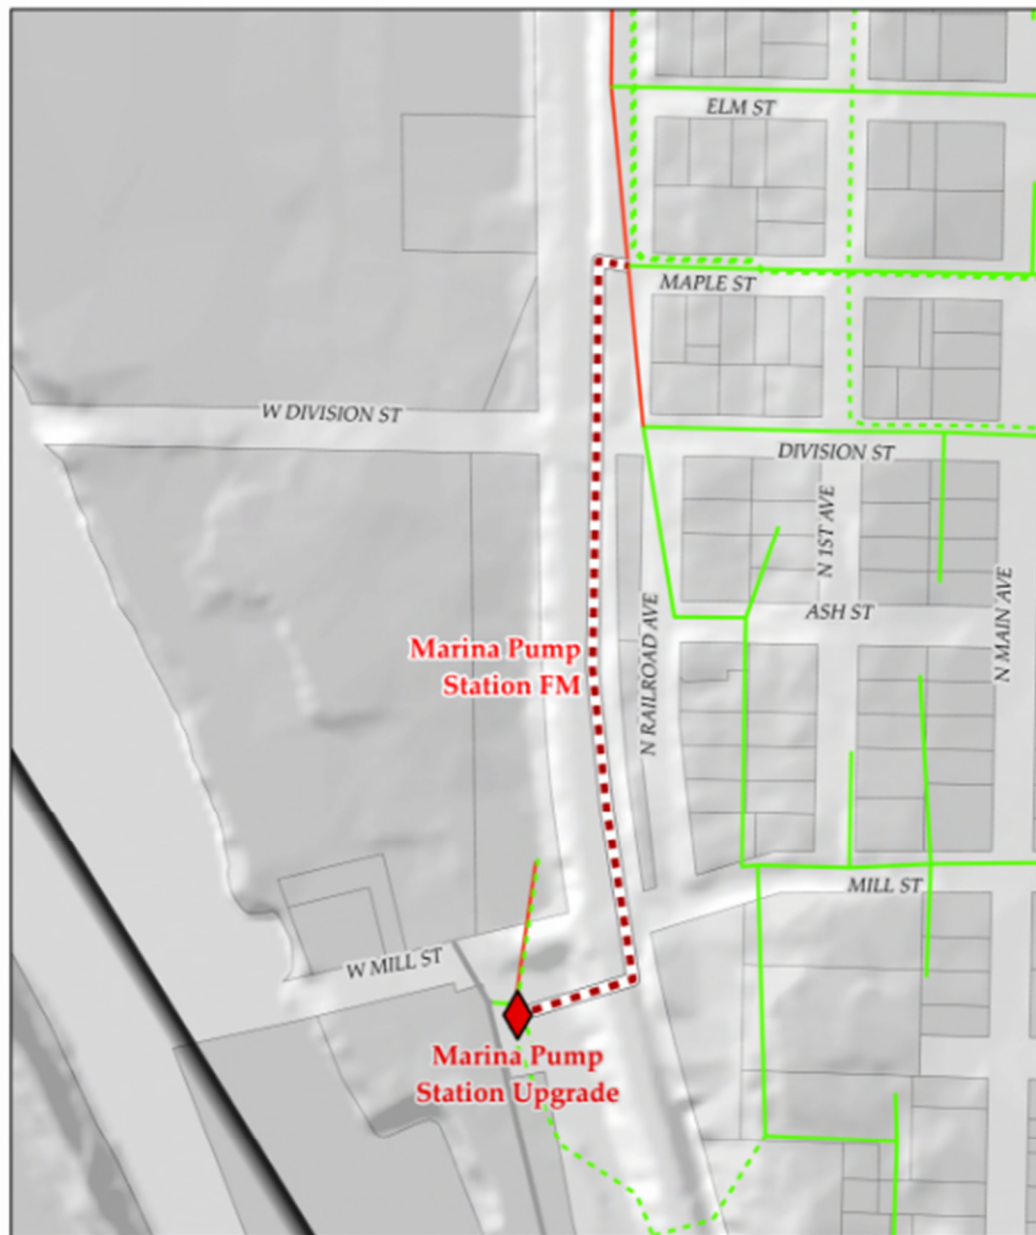 ELM ST
MAPLE ST
W DIVISION ST
DIVISION ST
N 1ST AVE
N MAIN AVE
ASH ST
N RAILROAD AVE
Marina Pump
Station FM
MILL ST
W MILL ST
Marina Pump
Station Upgrade